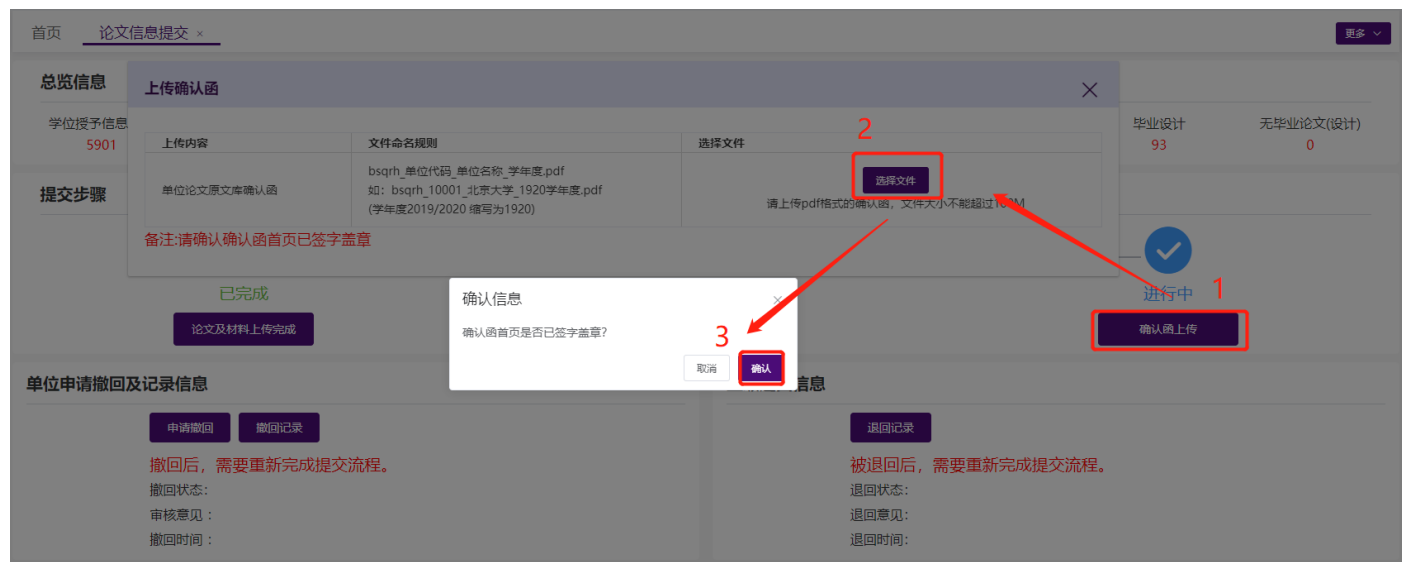 首页 论文信息提交 ×
更多
总览信息
上传确认函
学位授予信息
5901
毕业设计
93
无毕业论文(设计)
0
上传内容 文件命名规则 选择文件
2
单位论文原文库确认函
bsqrh_单位代码_单位名称_学年度.pdf
如：bsqrh_10001_北京大学_1920学年度.pdf
(学年度2019/2020 缩写为1920)
选择文件
请上传pdf格式的确认函，文件大小不能超过100M
备注:请确认确认函首页已签字盖章
提交步骤
已完成
论文及材料上传完成
进行中
1
确认函上传
确认信息
确认函首页是否已签字盖章?
3
取消 确认
单位申请撤回及记录信息
信息
申请撤回 撤回记录
撤回后，需要重新完成提交流程。
撤回状态：
审核意见：
撤回时间：
退回记录
被退回后，需要重新完成提交流程。
退回状态：
退回意见：
退回时间：